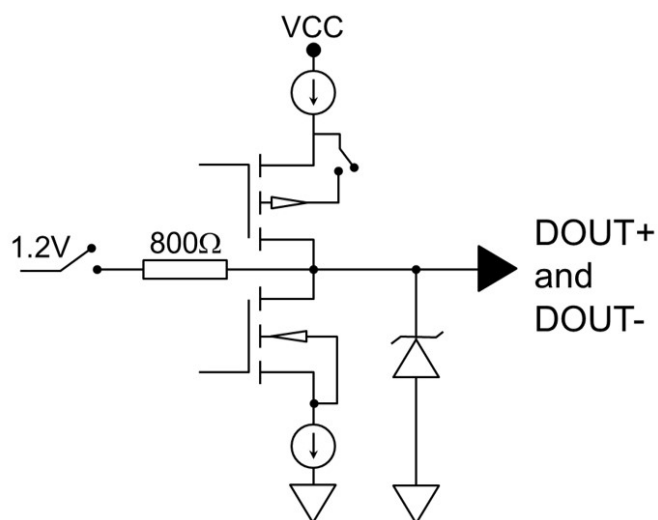 VCC
1.2V
800Ω
DOUT+
and
DOUT-